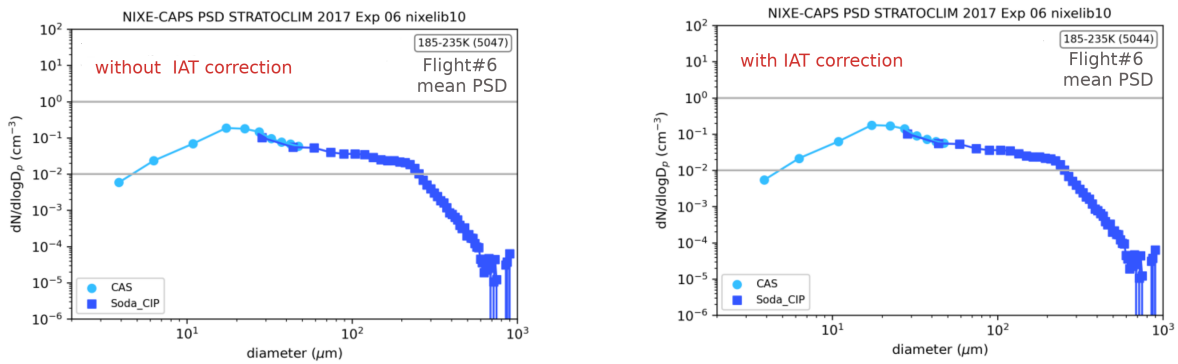 NIXE-CAPS PSD STRATOCLIM 2017 Exp 06 nixelib10
185-235K (5047)
without IAT correction
Flight#6
mean PSD
dN/dlogDₚ (cm⁻³)
10²
10¹
10⁰
10⁻¹
10⁻²
10⁻³
10⁻⁴
10⁻⁵
10⁻⁶
CAS
Soda_CIP
10¹
10²
10³
diameter (μm)
NIXE-CAPS PSD STRATOCLIM 2017 Exp 06 nixelib10
185-235K (5044)
with IAT correction
Flight#6
mean PSD
dN/dlogDₚ (cm⁻³)
10²
10¹
10⁰
10⁻¹
10⁻²
10⁻³
10⁻⁴
10⁻⁵
10⁻⁶
CAS
Soda_CIP
10¹
10²
10³
diameter (μm)